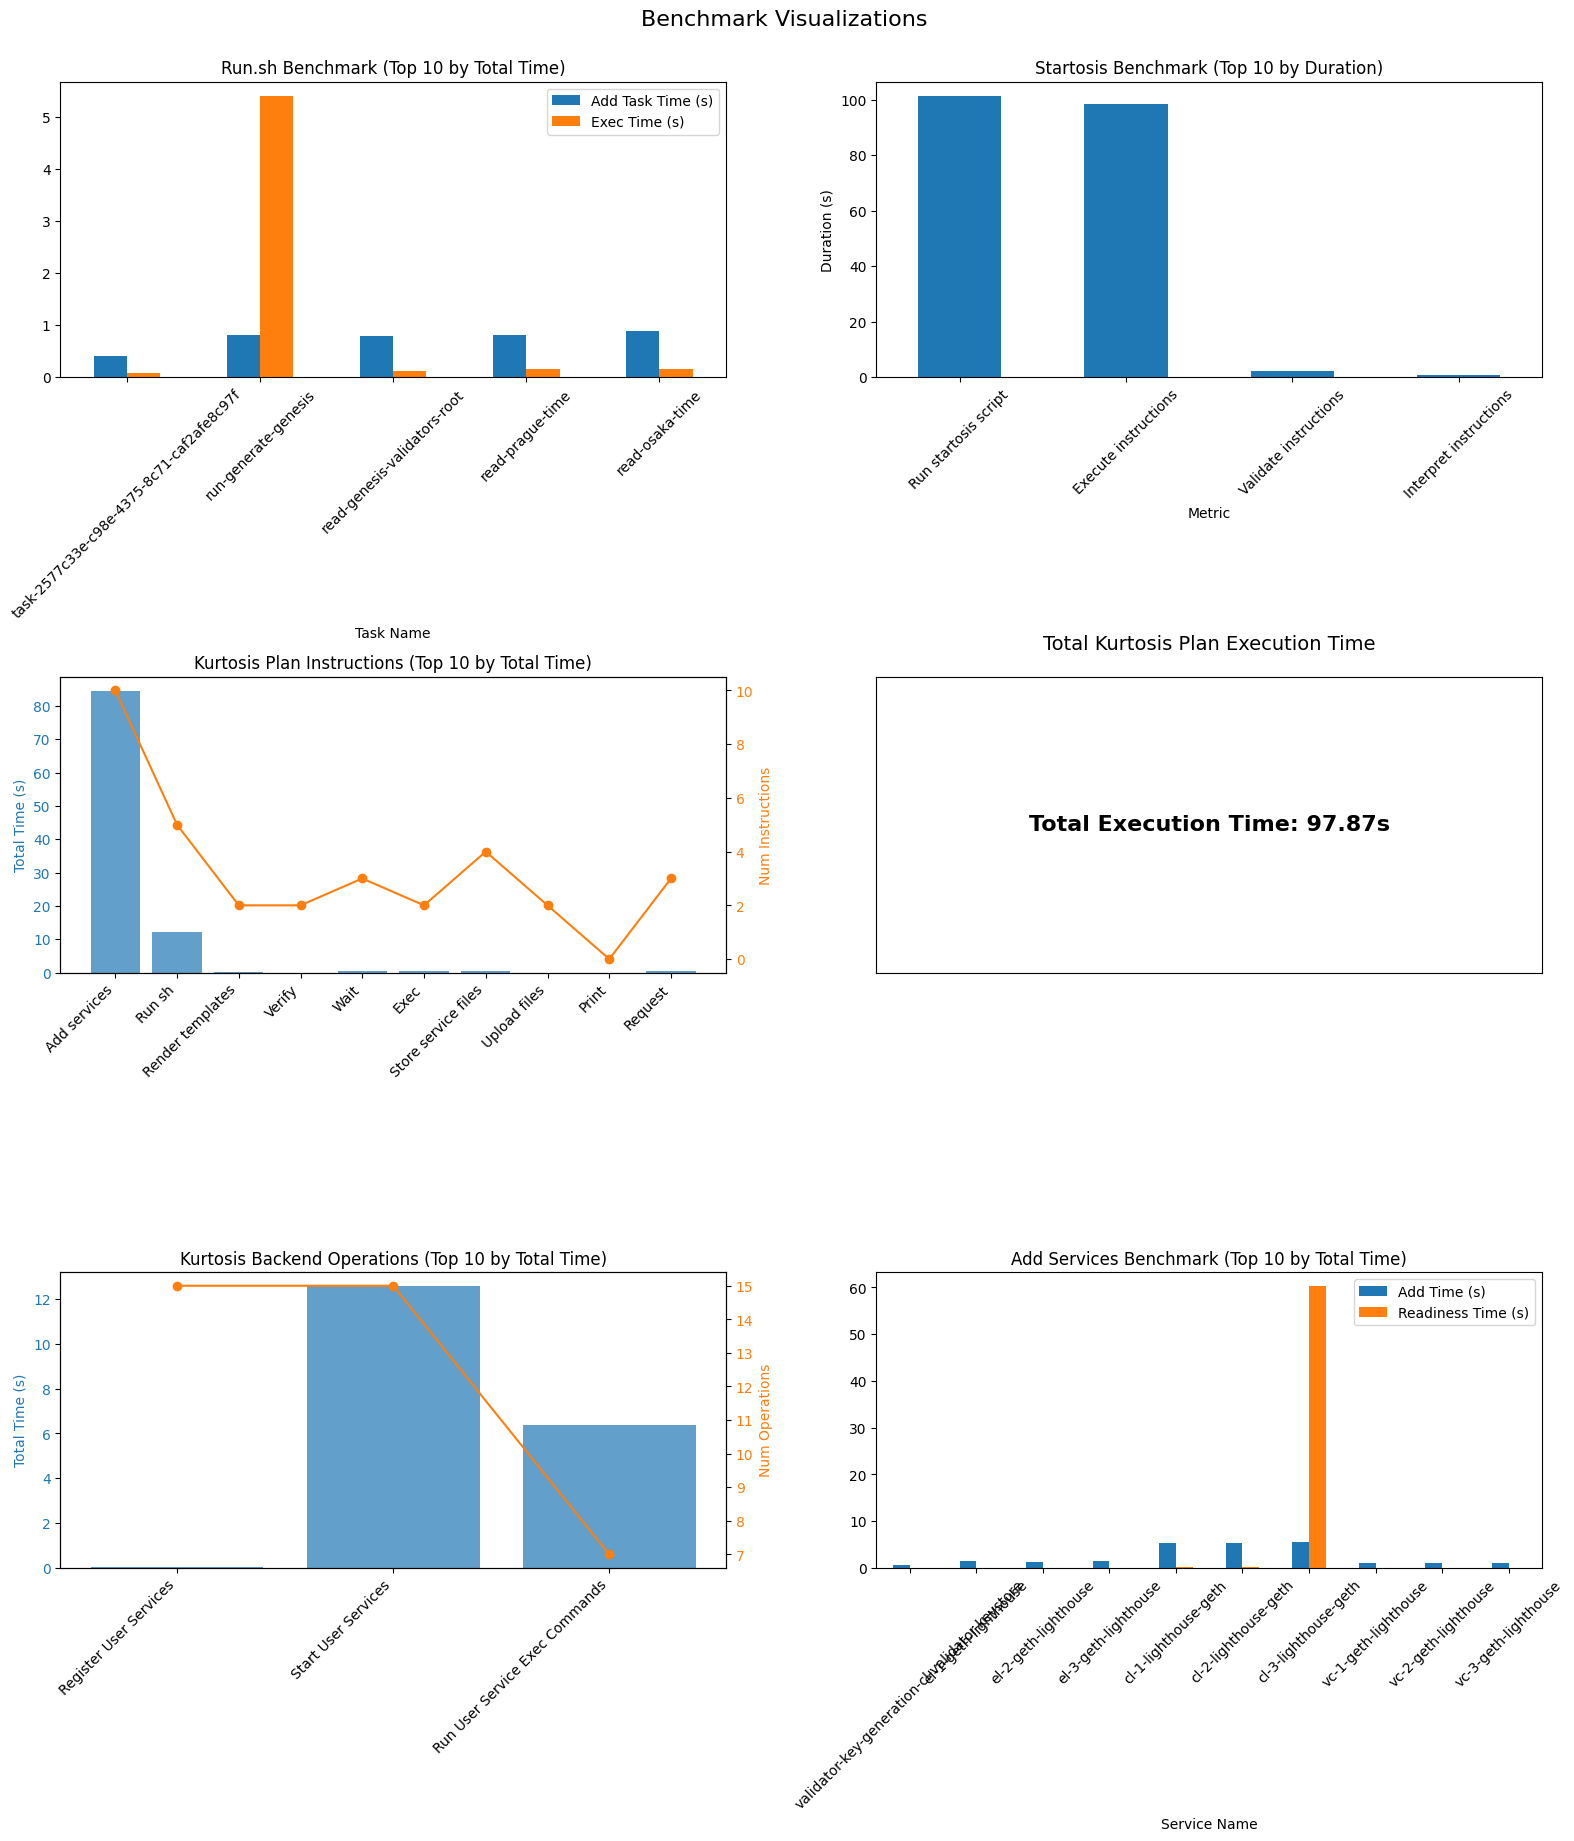 Benchmark Visualizations
Run.sh Benchmark (Top 10 by Total Time)
Add Task Time (s)
Exec Time (s)
5
4
3
2
1
0
task-2577c33e-c98e-4375-8c71-caf2afe8c97f
run-generate-genesis
read-genesis-validators-root
read-prague-time
read-osaka-time
Task Name
Startosis Benchmark (Top 10 by Duration)
Duration (s)
100
80
60
40
20
0
Run startosis script
Execute instructions
Validate instructions
Interpret instructions
Metric
Kurtosis Plan Instructions (Top 10 by Total Time)
Total Time (s)
80
70
60
50
40
30
20
10
0
10
8
6
4
2
0
Num Instructions
Add services
Run sh
Render templates
Verify
Wait
Exec
Store service files
Upload files
Print
Request
Total Kurtosis Plan Execution Time
Total Execution Time: 97.87s
Kurtosis Backend Operations (Top 10 by Total Time)
Total Time (s)
12
10
8
6
4
2
0
15
14
13
12
11
10
9
8
7
Num Operations
Register User Services
Start User Services
Run User Service Exec Commands
Add Services Benchmark (Top 10 by Total Time)
Add Time (s)
Readiness Time (s)
60
50
40
30
20
10
0
validator-key-generation-cl-validator-keystore
el-1-geth-lighthouse
el-2-geth-lighthouse
el-3-geth-lighthouse
cl-1-lighthouse-geth
cl-2-lighthouse-geth
cl-3-lighthouse-geth
vc-1-geth-lighthouse
vc-2-geth-lighthouse
vc-3-geth-lighthouse
Service Name